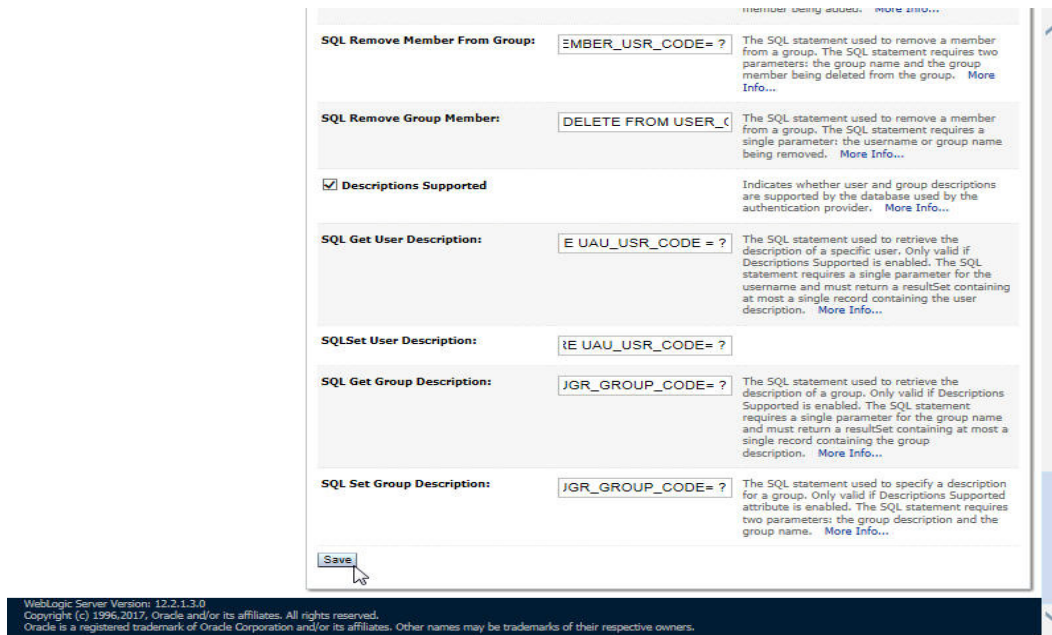 member being added. More Info...
SQL Remove Member From Group:
EMBER_USR_CODE= ?
The SQL statement used to remove a member
from a group. The SQL statement requires two
parameters: the group name and the group
member being deleted from the group. More
Info...
SQL Remove Group Member:
DELETE FROM USER_
The SQL statement used to remove a member
from a group. The SQL statement requires a
single parameter: the username or group name
being removed. More Info...
Descriptions Supported
Indicates whether user and group descriptions
are supported by the database used by the
authentication provider. More Info...
SQL Get User Description:
E UAU_USR_CODE = ?
The SQL statement used to retrieve the
description of a specific user. Only valid if
Descriptions Supported is enabled. The SQL
statement requires a single parameter for the
username and must return a resultSet containing
at most a single record containing the user
description. More Info...
SQLSet User Description:
RE UAU_USR_CODE= ?
SQL Get Group Description:
UGR_GROUP_CODE= ?
The SQL statement used to retrieve the
description of a group. Only valid if Descriptions
Supported is enabled. The SQL statement
requires a single parameter for the group name
and must return a resultSet containing at most a
single record containing the group
description. More Info...
SQL Set Group Description:
UGR_GROUP_CODE= ?
The SQL statement used to specify a description
for a group. Only valid if Descriptions Supported
attribute is enabled. The SQL statement requires
two parameters: the group description and the
group name. More Info...
Save
WebLogic Server Version: 12.2.1.3.0
Copyright (c) 1996,2017, Oracle and/or its affiliates. All rights reserved.
Oracle is a registered trademark of Oracle Corporation and/or its affiliates. Other names may be trademarks of their respective owners.